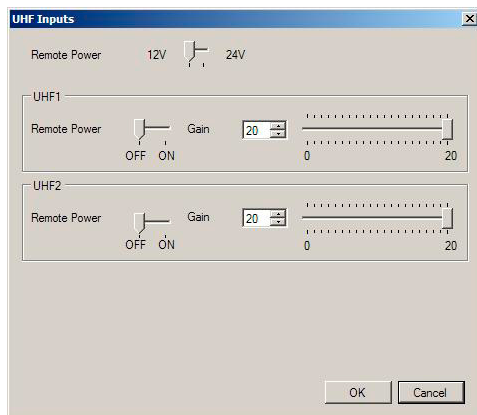 UHF Inputs
Remote Power 12V 24V
UHF1
Remote Power Gain 20
OFF ON 0 20
UHF2
Remote Power Gain 20
OFF ON 0 20
OK Cancel